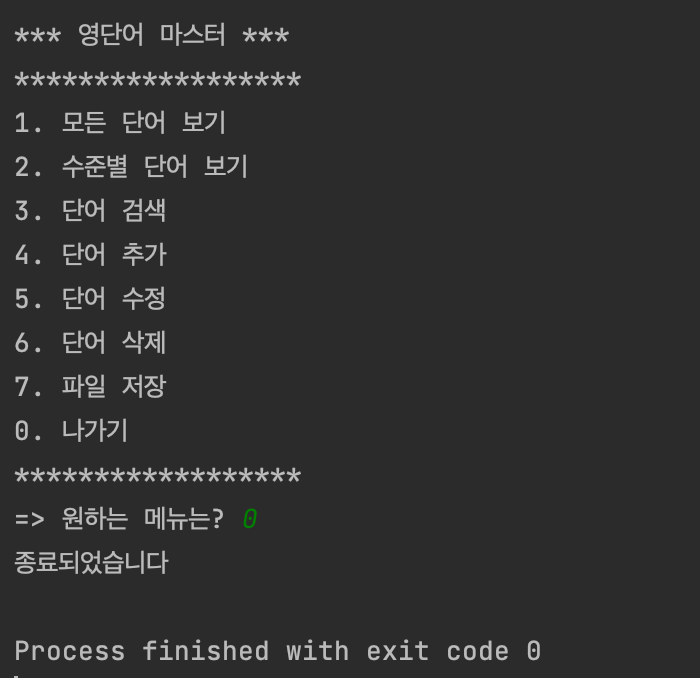 *** 영단어 마스터 ***
******************
1. 모든 단어 보기
2. 수준별 단어 보기
3. 단어 검색
4. 단어 추가
5. 단어 수정
6. 단어 삭제
7. 파일 저장
0. 나가기
******************
=> 원하는 메뉴는? 0
종료되었습니다
Process finished with exit code 0